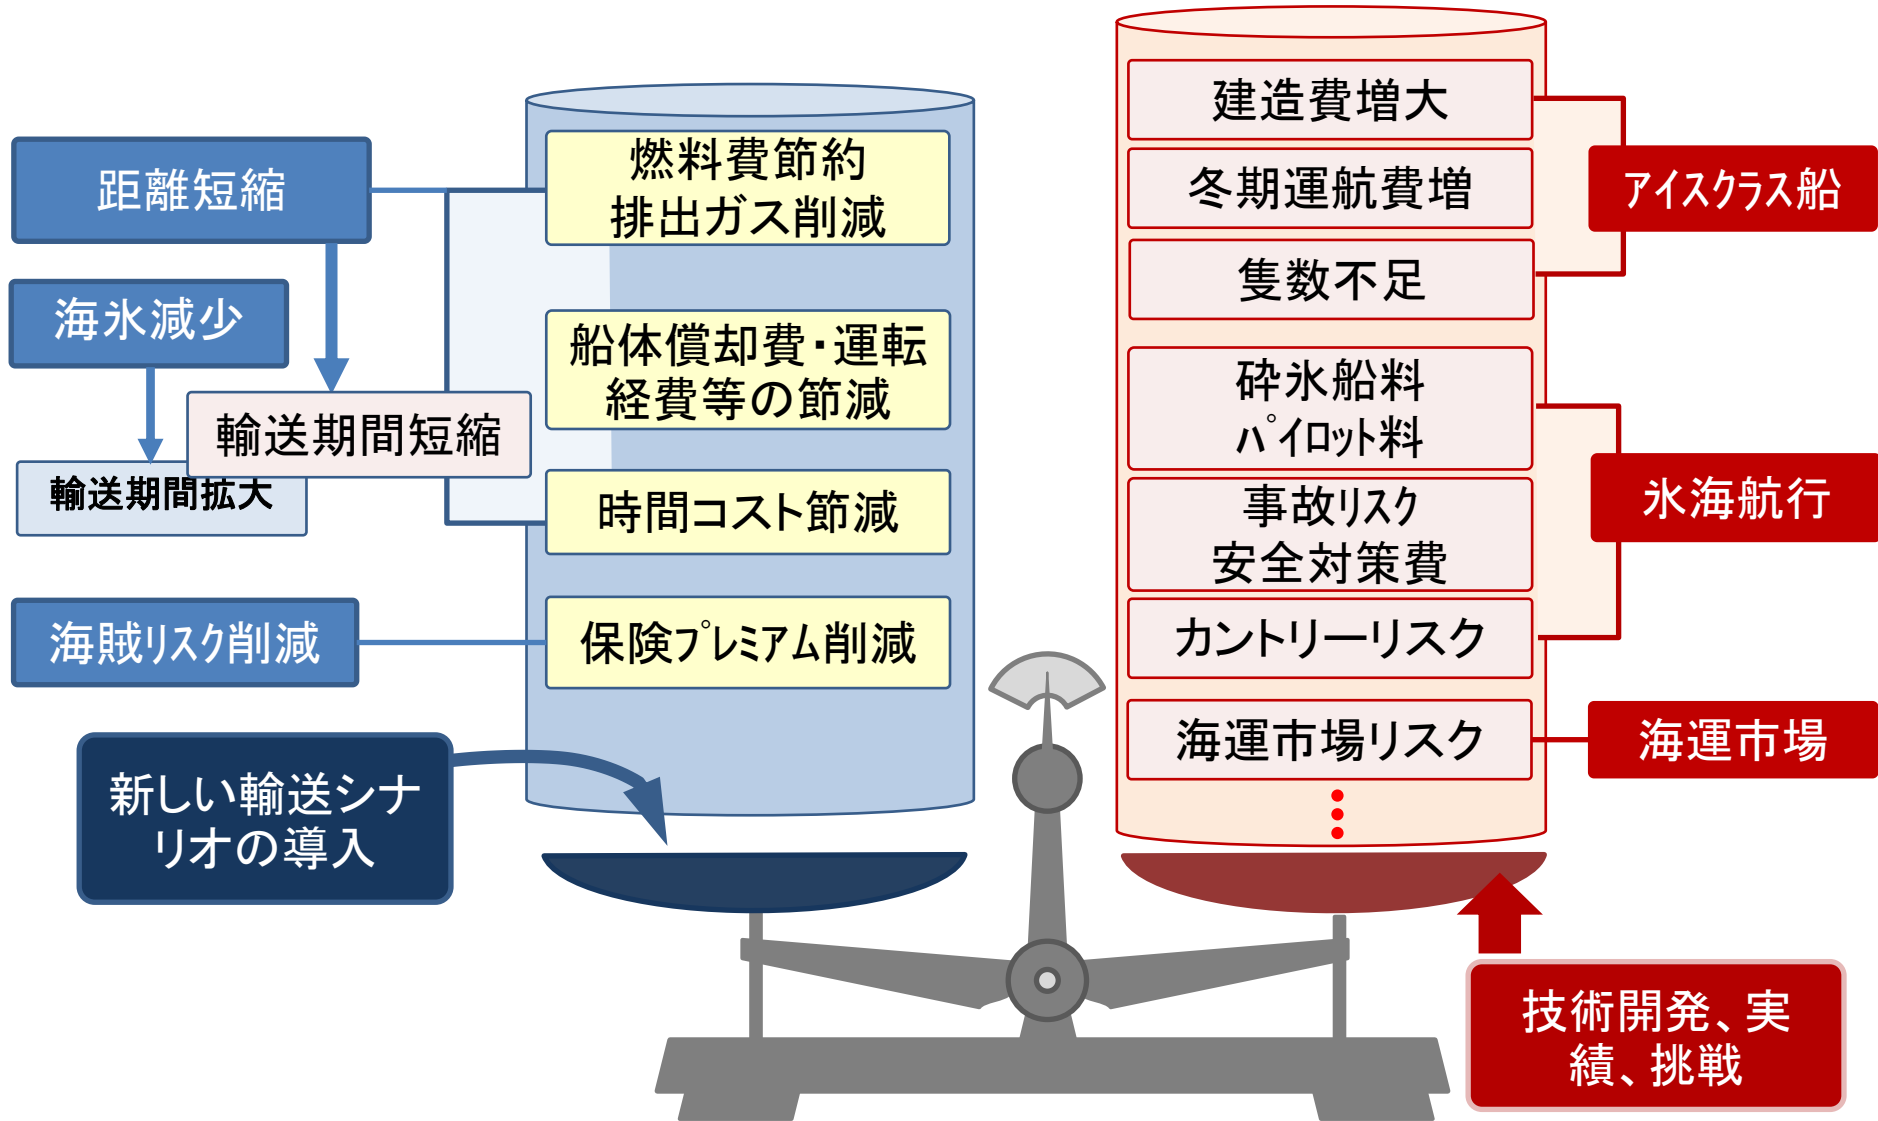 距離短縮
海氷減少
輸送期間短縮
輸送期間拡大
海賊リスク削減
新しい輸送シナ
リオの導入
燃料費節約
排出ガス削減
船体償却費・運転
経費等の節減
時間コスト節減
保険プレミアム削減
建造費増大
冬期運航費増
隻数不足
砕氷船料
パイロット料
事故リスク
安全対策費
カントリーリスク
海運市場リスク
アイスクラス船
氷海航行
海運市場
技術開発、実
績、挑戦